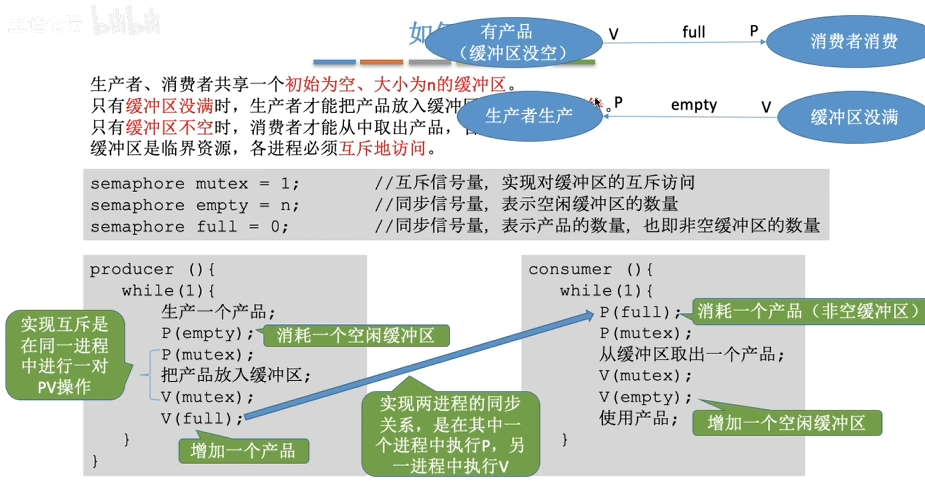 bilibili
如
有产品
（缓冲区没空）
V
full
P
消费者消费
生产者生产
P
empty
V
缓冲区没满
生产者、消费者共享一个初始为空、大小为n的缓冲区。
只有缓冲区没满时，生产者才能把产品放入缓冲区
。
只有缓冲区不空时，消费者才能从中取出产品，
缓冲区是临界资源，各进程必须互斥地访问。
semaphore mutex = 1; //互斥信号量，实现对缓冲区的互斥访问
semaphore empty = n; //同步信号量，表示空闲缓冲区的数量
semaphore full = 0; //同步信号量，表示产品的数量，也即非空缓冲区的数量
producer (){
while(1){
生产一个产品;
P(empty);
P(mutex);
把产品放入缓冲区;
V(mutex);
V(full);
}
}
消耗一个空闲缓冲区
实现互斥是
在同一进程
中进行一对
PV操作
增加一个产品
实现两进程的同步
关系，是在其中一
个进程中执行P，另
一进程中执行V
consumer (){
while(1){
P(full);
P(mutex);
从缓冲区取出一个产品;
V(mutex);
V(empty);
使用产品;
}
}
消耗一个产品（非空缓冲区）
增加一个空闲缓冲区